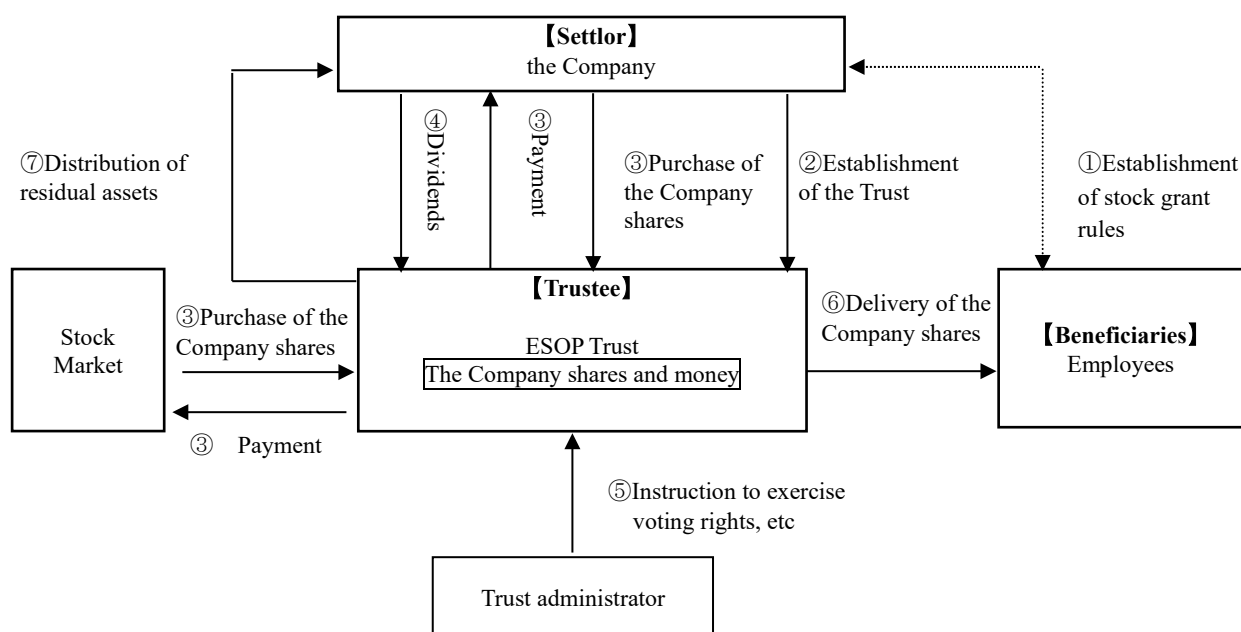 【Settlor】
the Company
④Dividends
③Payment
③Purchase of
the Company
shares
②Establishment
of the Trust
①Establishment
of stock grant
rules
⑦Distribution of
residual assets
Stock
Market
③Purchase of the
Company shares
③ Payment
【Trustee】
ESOP Trust
The Company shares and money
⑥Delivery of the
Company shares
【Beneficiaries】
Employees
⑤Instruction to exercise
voting rights, etc
Trust administrator